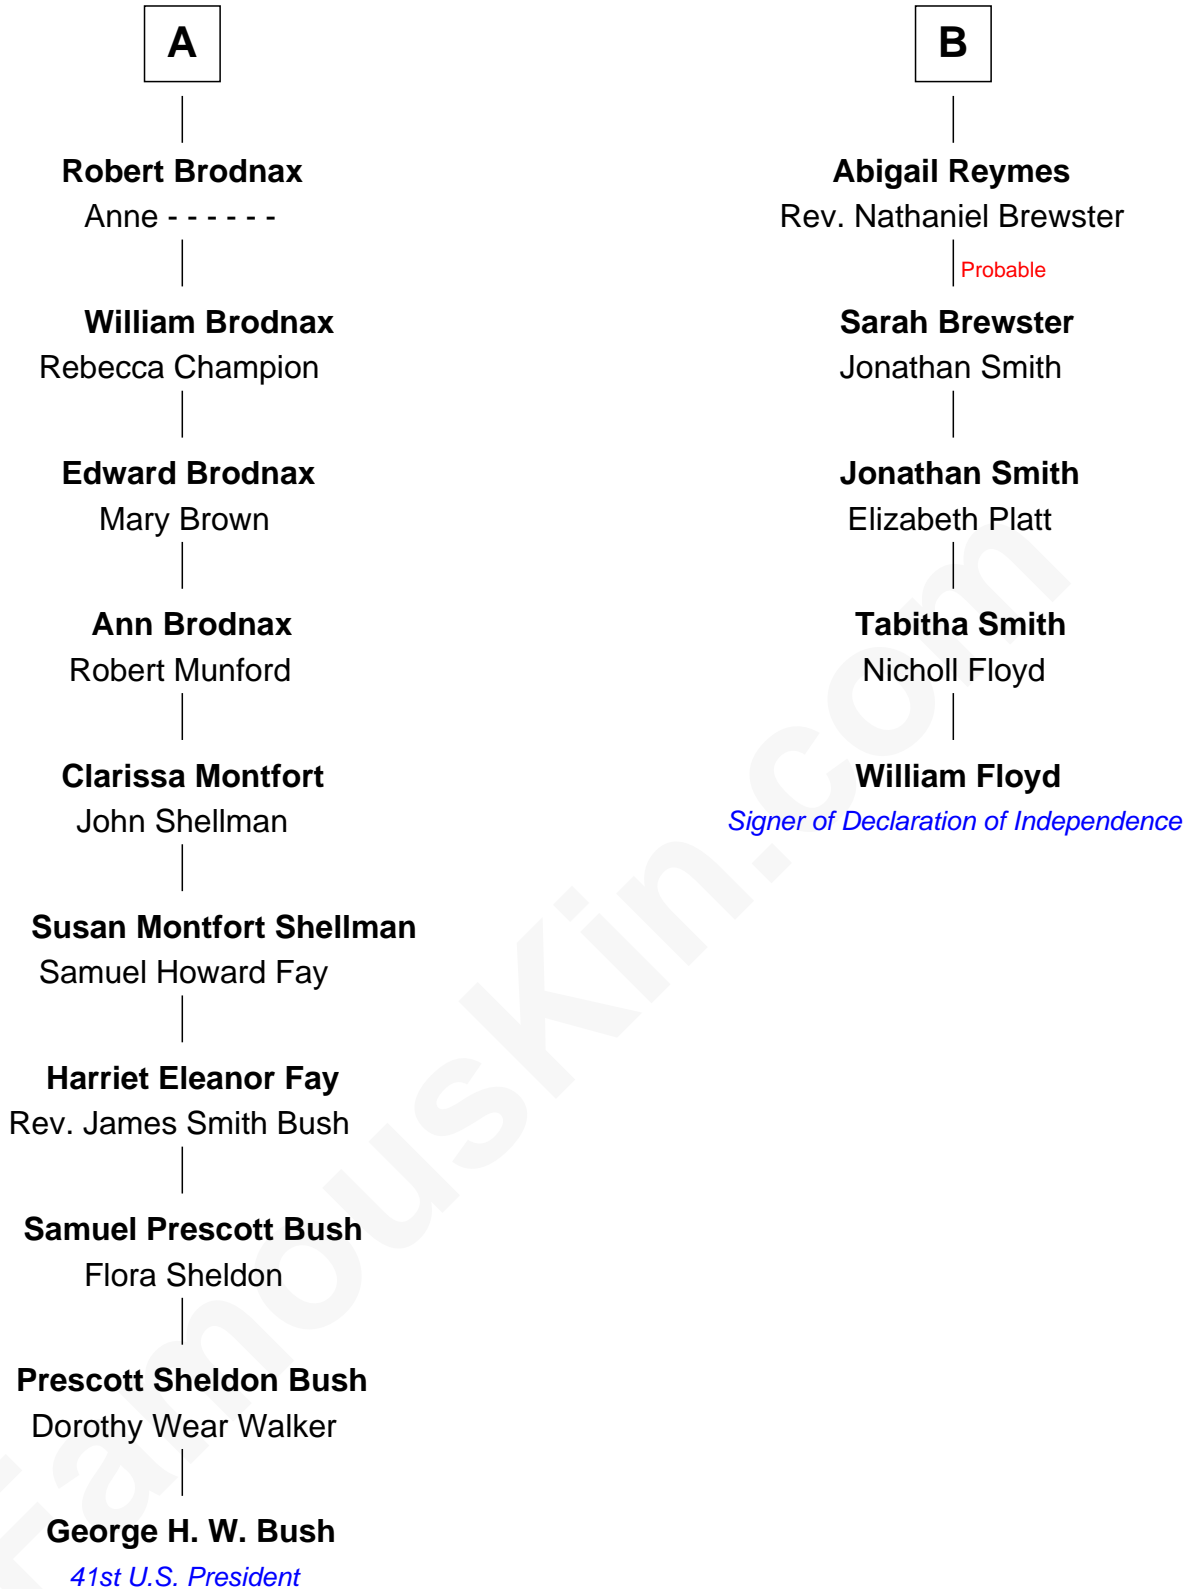 A
Robert Brodnax
Anne - - - - - -
William Brodnax
Rebecca Champion
Edward Brodnax
Mary Brown
Ann Brodnax
Robert Munford
Clarissa Montfort
John Shellman
Susan Montfort Shellman
Samuel Howard Fay
Harriet Eleanor Fay
Rev. James Smith Bush
Samuel Prescott Bush
Flora Sheldon
Prescott Sheldon Bush
Dorothy Wear Walker
George H. W. Bush
41st U.S. President
B
Abigail Reymes
Rev. Nathaniel Brewster
Probable
Sarah Brewster
Jonathan Smith
Jonathan Smith
Elizabeth Platt
Tabitha Smith
Nicholl Floyd
William Floyd
Signer of Declaration of Independence
FamousKin.com